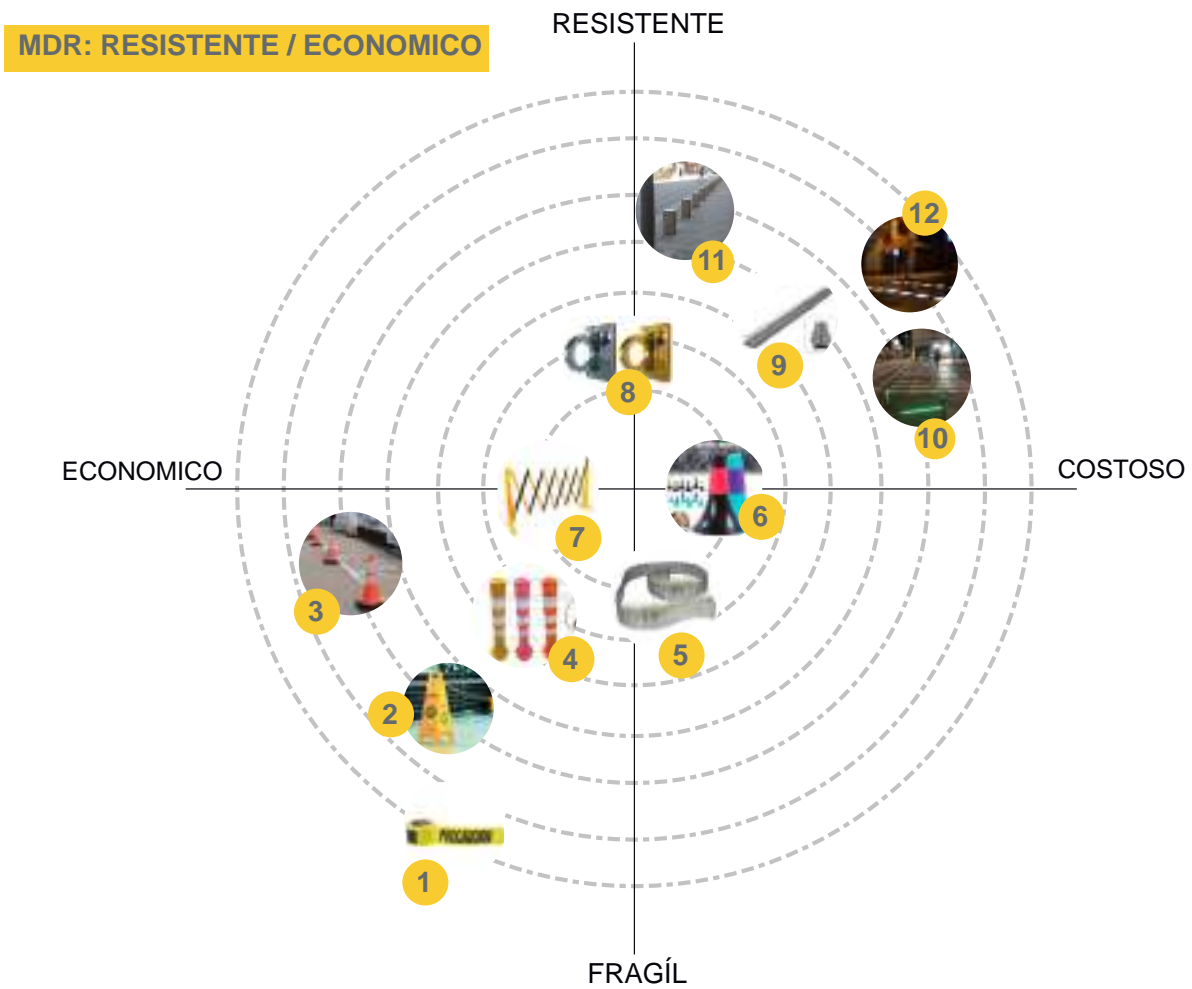 RESISTENTE
MDR: RESISTENTE / ECONOMICO
12
11
9
8
10
ECONOMICO
COSTOSO
6
7
3
4
5
2
PRECAUCION
1
FRAGÍL